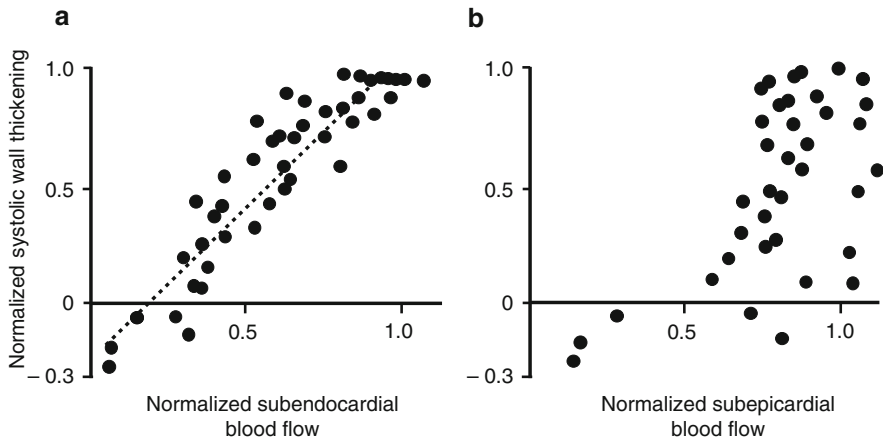 a
Normalized systolic wall thickening
1.0
0.5
0
– 0.3
0.5
1.0
Normalized subendocardial
blood flow
b
1.0
0.5
0
– 0.3
0.5
1.0
Normalized subepicardial
blood flow